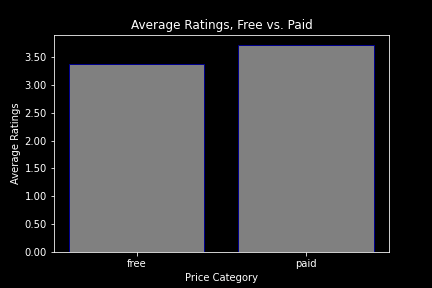 Average Ratings, Free vs. Paid
Average Ratings
3.50
3.00
2.50
2.00
1.50
1.00
0.50
0.00
free paid
Price Category